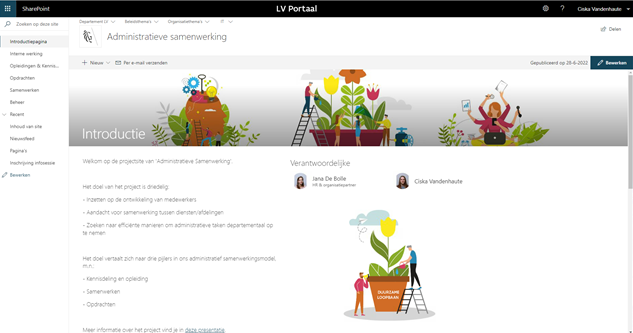 SharePoint
LV Portaal
Ciska Vandenhaute
Zoeken op deze site
Departement LV
Beleidsthema's
Organisatiethema's
IT
Administratieve samenwerking
Delen
Introductiepagina
Interne werking
Opleidingen & Kennis...
Opdrachten
Samenwerken
Beheer
Recent
Inhoud van site
Nieuwsfeed
Pagina's
Inschrijving infosessie
Bewerken
+ Nieuw
Per e-mail verzenden
Gepubliceerd op 28-6-2022
Bewerken
Introductie
Welkom op de projectsite van 'Administratieve Samenwerking'.
Het doel van het project is driedelig:
- Inzetten op de ontwikkeling van medewerkers
- Aandacht voor samenwerking tussen diensten/afdelingen
- Zoeken naar efficiënte manieren om administratieve taken departementaal op
te nemen
Het doel vertaalt zich naar drie pijlers in ons administratief samenwerkingsmodel,
m.n.:
- Kennisdeling en opleiding
- Samenwerken
- Opdrachten
Meer informatie over het project vind je in deze presentatie.
Verantwoordelijke
Jana De Bolle
HR & organisatiepartner
Ciska Vandenhaute
DUURZAME
LOOPBAAN